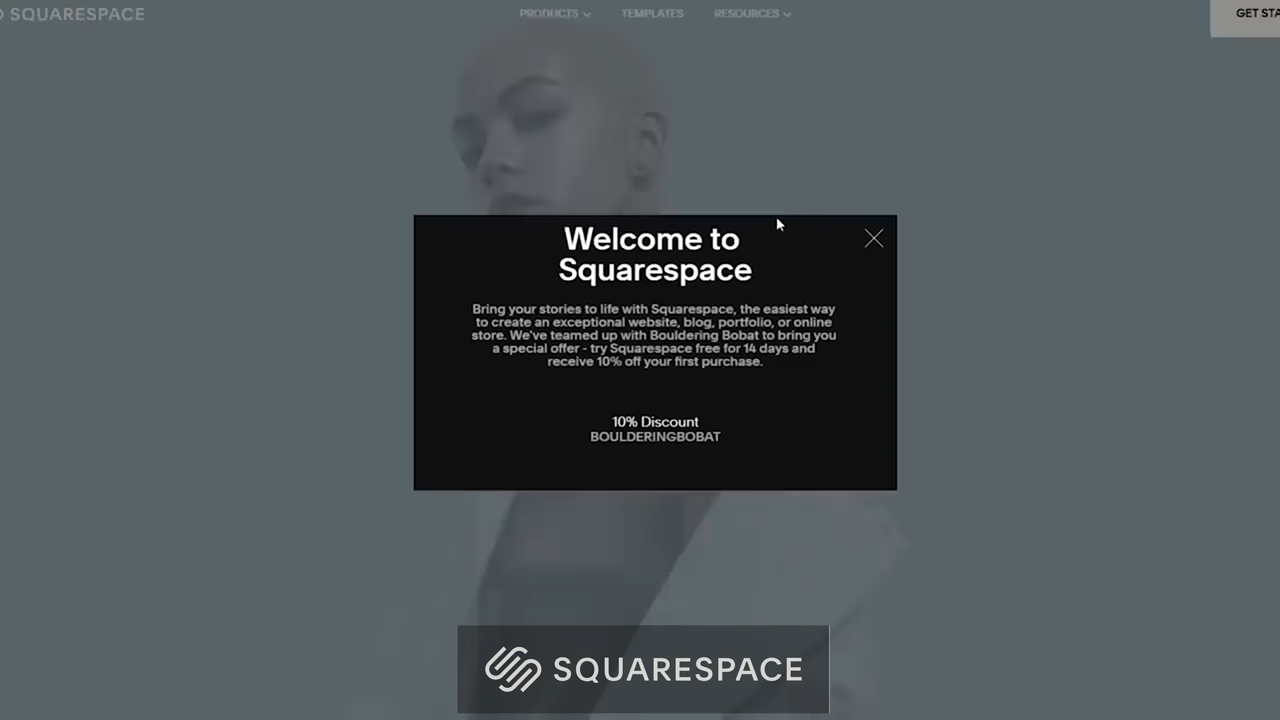 SQUARESPACE
PRODUCTS
TEMPLATES
RESOURCES
GET STA
Welcome to
Squarespace
Bring your stories to life with Squarespace, the easiest way
to create an exceptional website, blog, portfolio, or online
store. We've teamed up with Bouldering Bobat to bring you
a special offer - try Squarespace free for 14 days and
receive 10% off your first purchase.
10% Discount
BOULDERINGBOBAT
SQUARESPACE